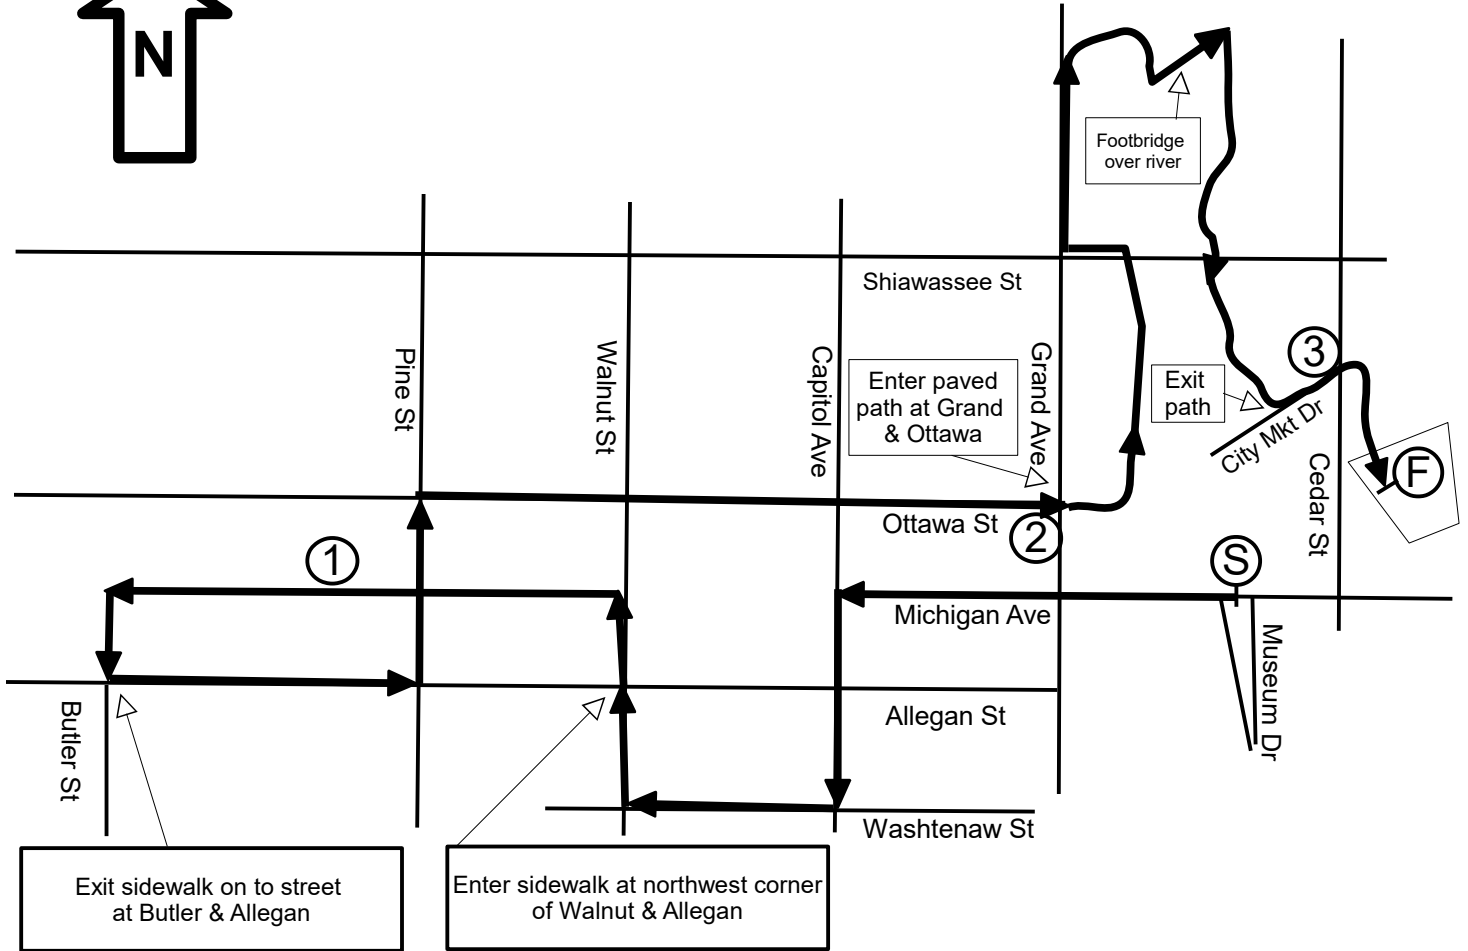 N
Footbridge
over river
Shiawassee St
Pine St
Walnut St
Capitol Ave
Grand Ave
Enter paved
path at Grand
& Ottawa
Exit
path
3
City Mkt Dr
Cedar St
F
Ottawa St
2
1
S
Michigan Ave
Museum Dr
Butler St
Allegan St
Washtenaw St
Exit sidewalk on to street
at Butler & Allegan
Enter sidewalk at northwest corner
of Walnut & Allegan